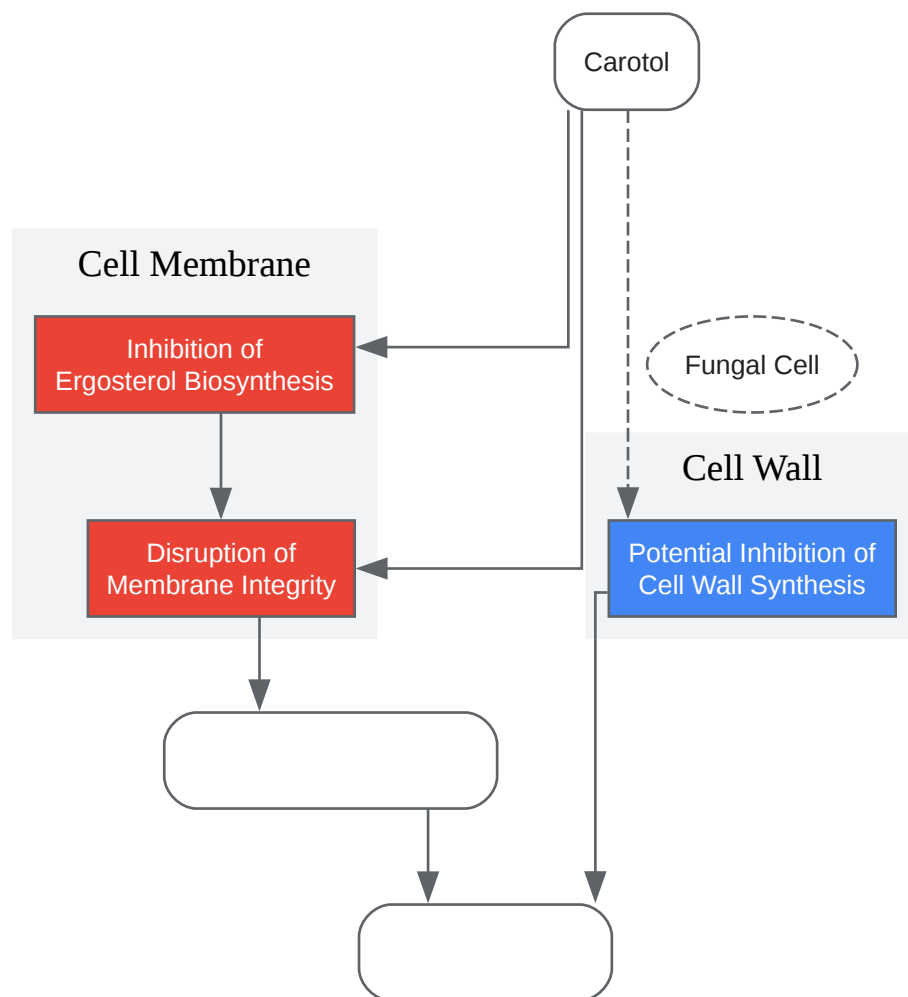 Carotol
Cell Membrane
Inhibition of
Ergosterol Biosynthesis
Fungal Cell
Cell Wall
Disruption of
Membrane Integrity
Potential Inhibition of
Cell Wall Synthesis